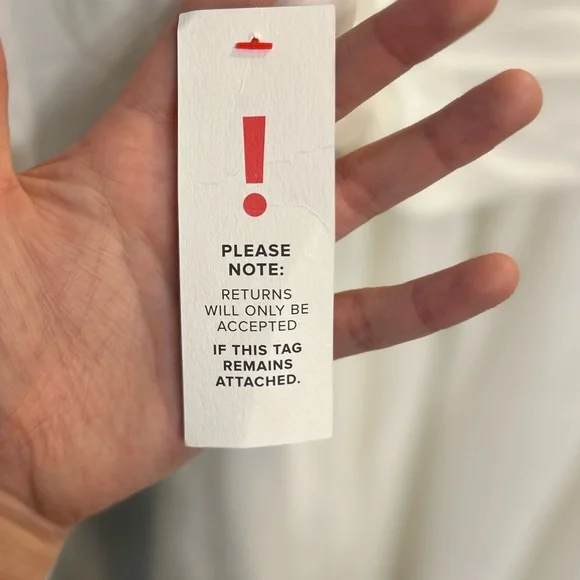 !
PLEASE
NOTE:
RETURNS
WILL ONLY BE
ACCEPTED
IF THIS TAG
REMAINS
ATTACHED.